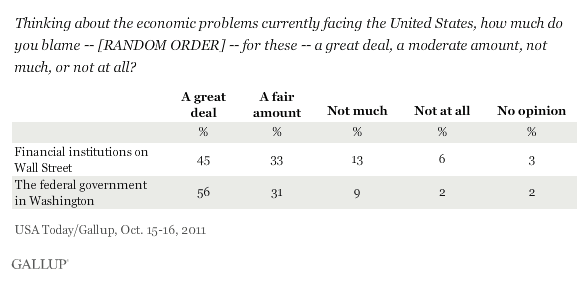 Thinking about the economic problems currently facing the United States, how much do
you blame -- [RANDOM ORDER] -- for these -- a great deal, a moderate amount, not
much, or not at all?
A great deal A fair amount Not much Not at all No opinion
% % % % %
Financial institutions on Wall Street 45 33 13 6 3
The federal government in Washington 56 31 9 2 2
USA Today/Gallup, Oct. 15-16, 2011
GALLUP®